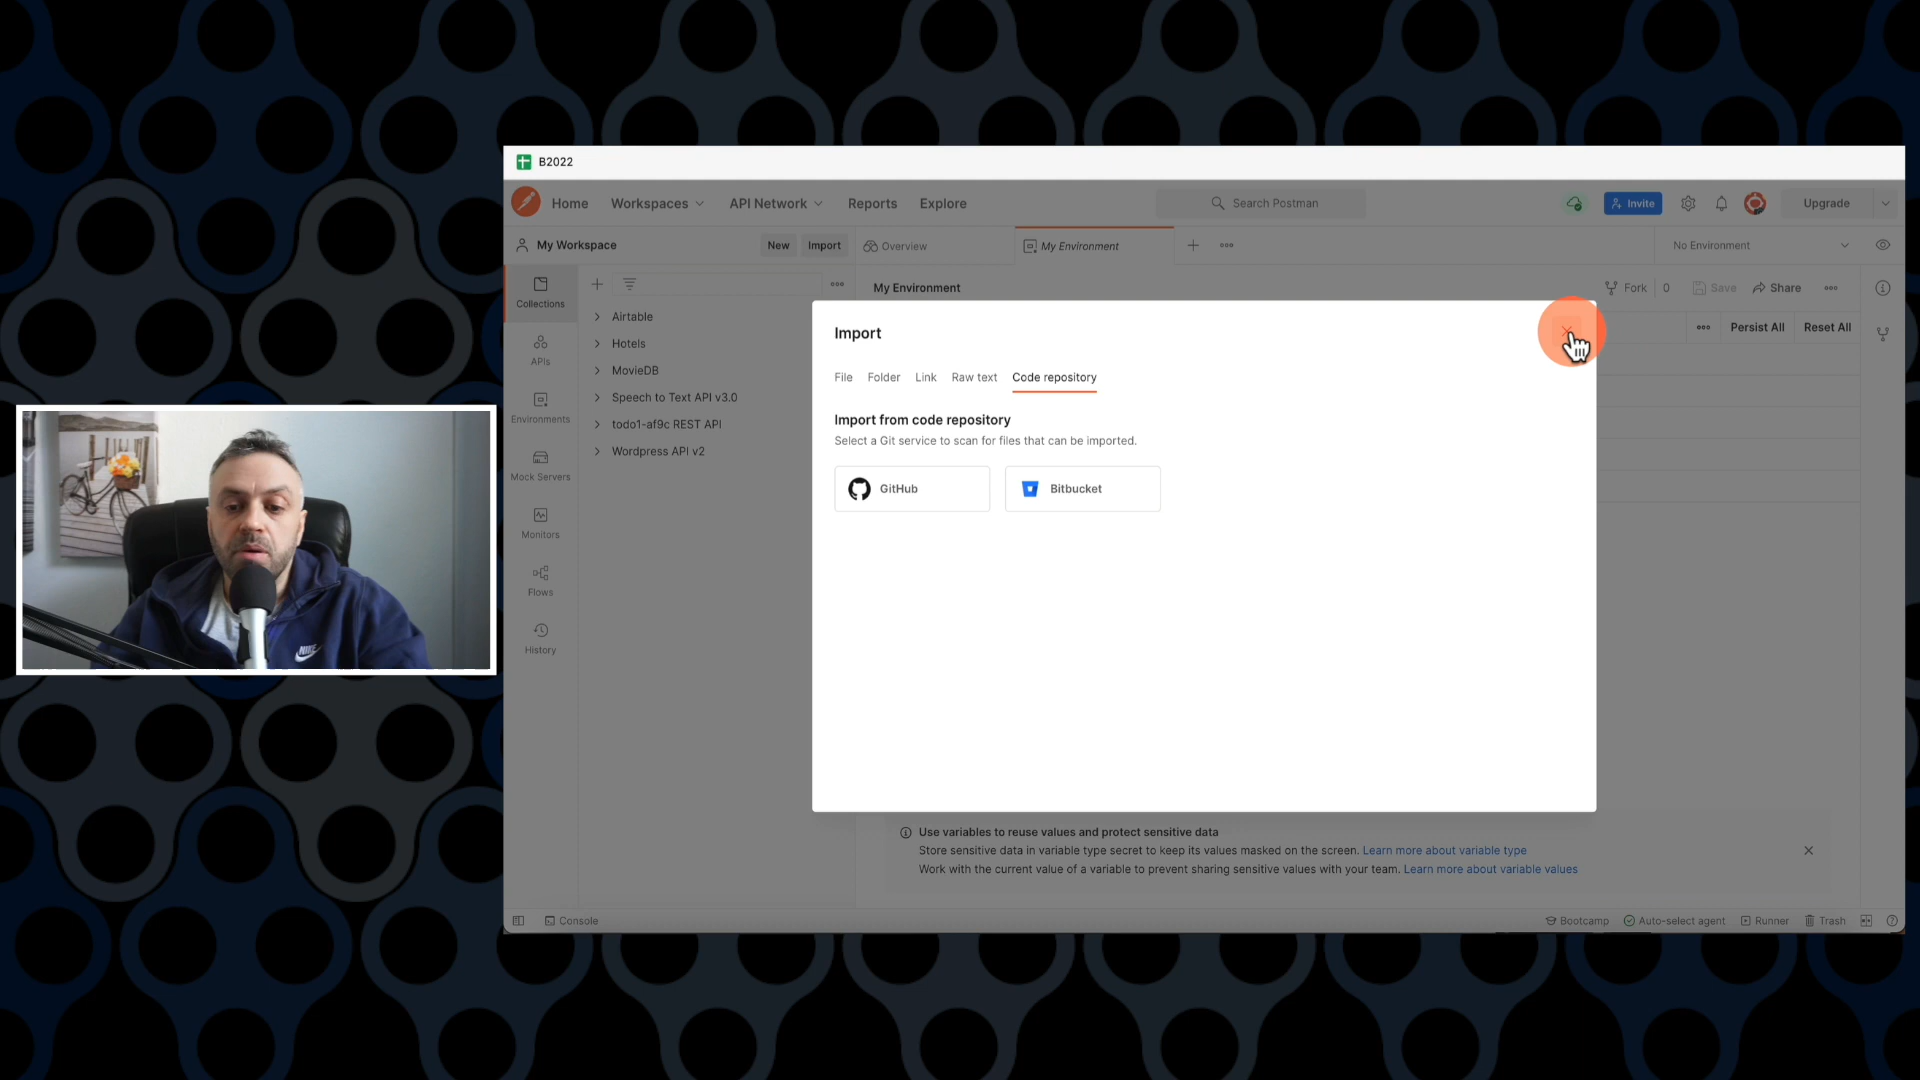 B2022
Home Workspaces API Network Reports Explore Search Postman Invite Upgrade
My Workspace New Import Overview My Environment No Environment
Collections
My Environment Fork 0 Save Share
Persist All Reset All
Airtable
Hotels
MovieDB
Speech to Text API v3.0
todo1-af9c REST API
Wordpress API v2
APIs
Environments
Mock Servers
Monitors
Flows
History
Import
File Folder Link Raw text Code repository
Import from code repository
Select a Git service to scan for files that can be imported.
GitHub Bitbucket
Use variables to reuse values and protect sensitive data
Store sensitive data in variable type secret to keep its values masked on the screen. Learn more about variable type
Work with the current value of a variable to prevent sharing sensitive values with your team. Learn more about variable values
Console Bootcamp Auto-select agent Runner Trash
NIKE